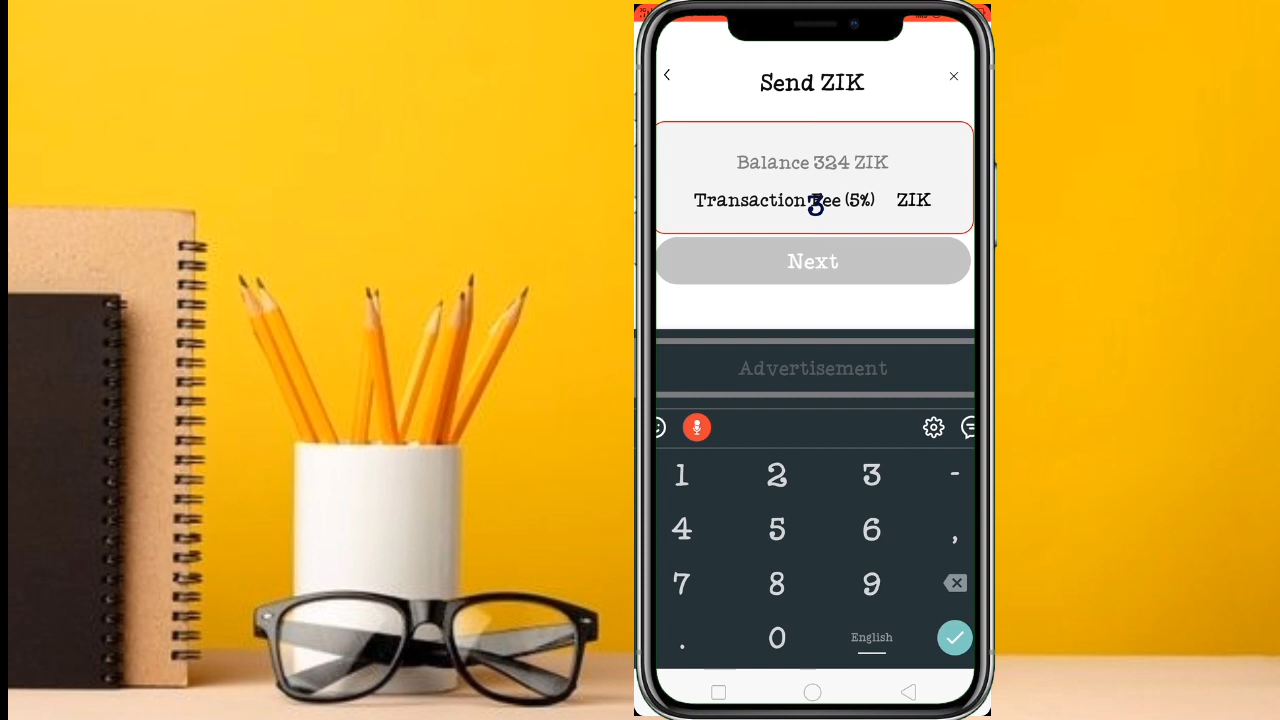 Send ZIK
Balance 324 ZIK
Transaction Fee (5%) ZIK
3
Next
Advertisement
1 2 3 -
4 5 6 ,
7 8 9
. 0 English